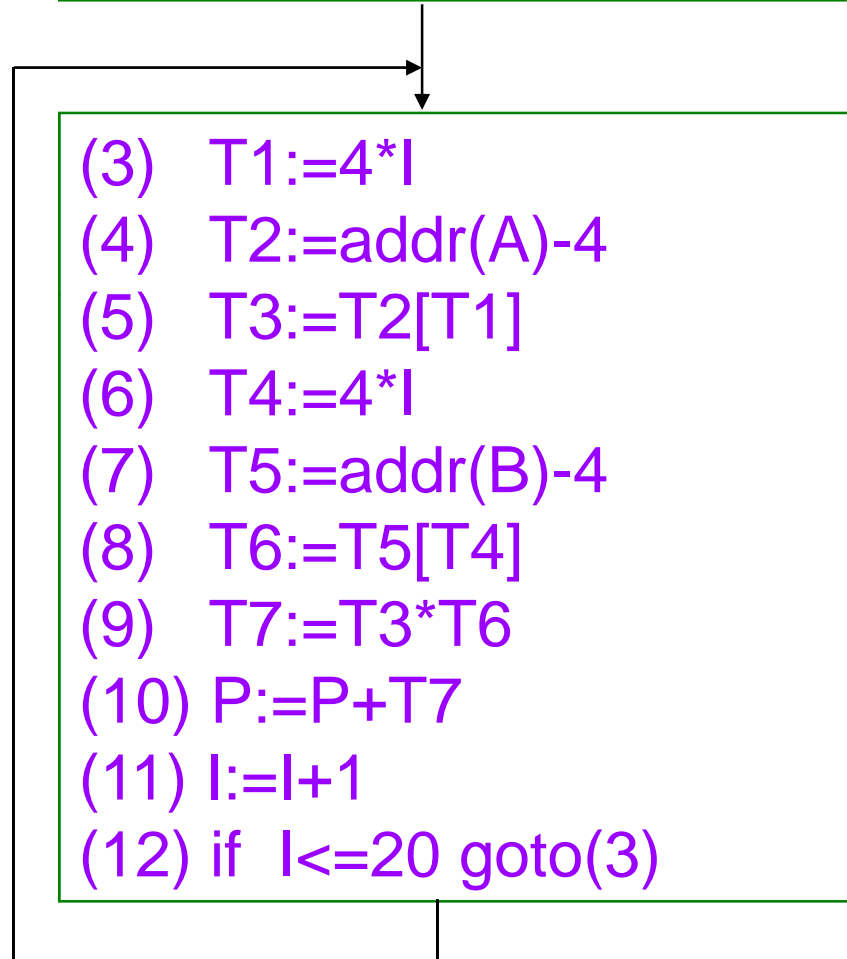 (3) T1:=4*I
(4) T2:=addr(A)-4
(5) T3:=T2[T1]
(6) T4:=4*I
(7) T5:=addr(B)-4
(8) T6:=T5[T4]
(9) T7:=T3*T6
(10) P:=P+T7
(11) I:=I+1
(12) if I<=20 goto(3)